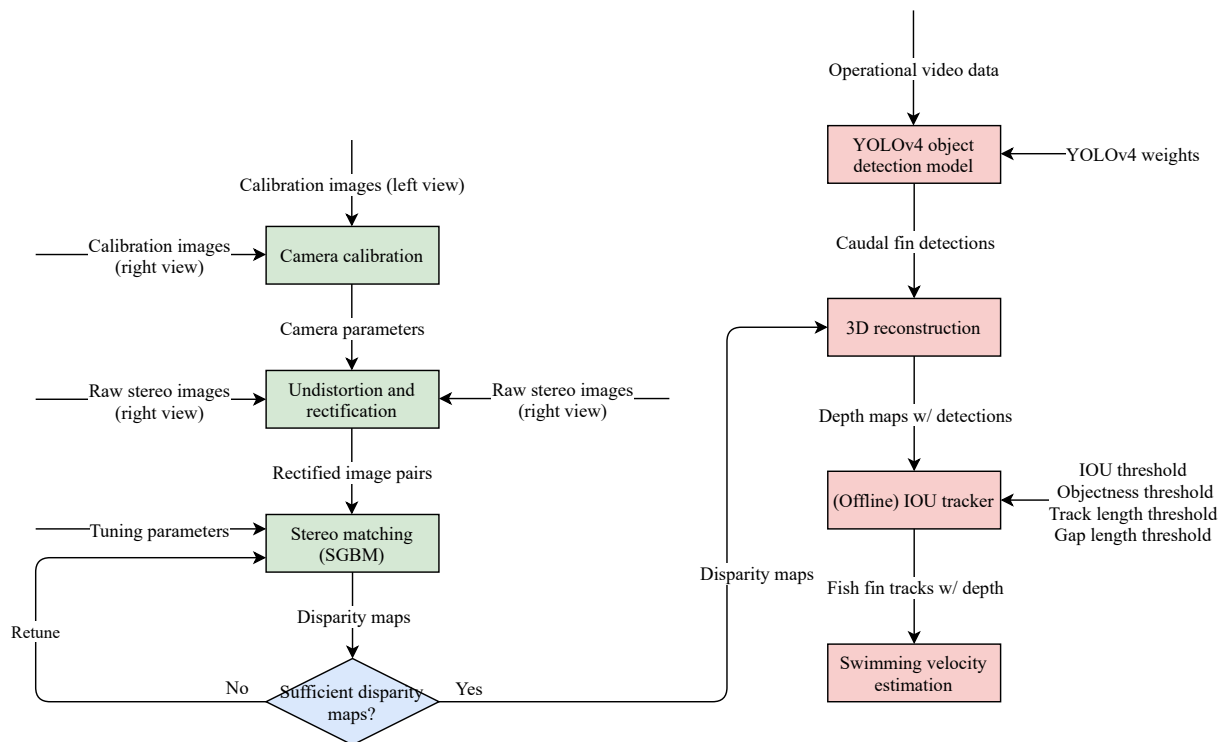 Operational video data
YOLOv4 object
detection model
YOLOv4 weights
Calibration images (left view)
Calibration images
(right view)
Camera calibration
Caudal fin detections
Camera parameters
3D reconstruction
Raw stereo images
(right view)
Undistortion and
rectification
Raw stereo images
(right view)
Depth maps w/ detections
Rectified image pairs
(Offline) IOU tracker
IOU threshold
Objectness threshold
Track length threshold
Gap length threshold
Tuning parameters
Stereo matching
(SGBM)
Disparity maps
Fish fin tracks w/ depth
Disparity maps
Retune
Swimming velocity
estimation
No
Sufficient disparity
maps?
Yes